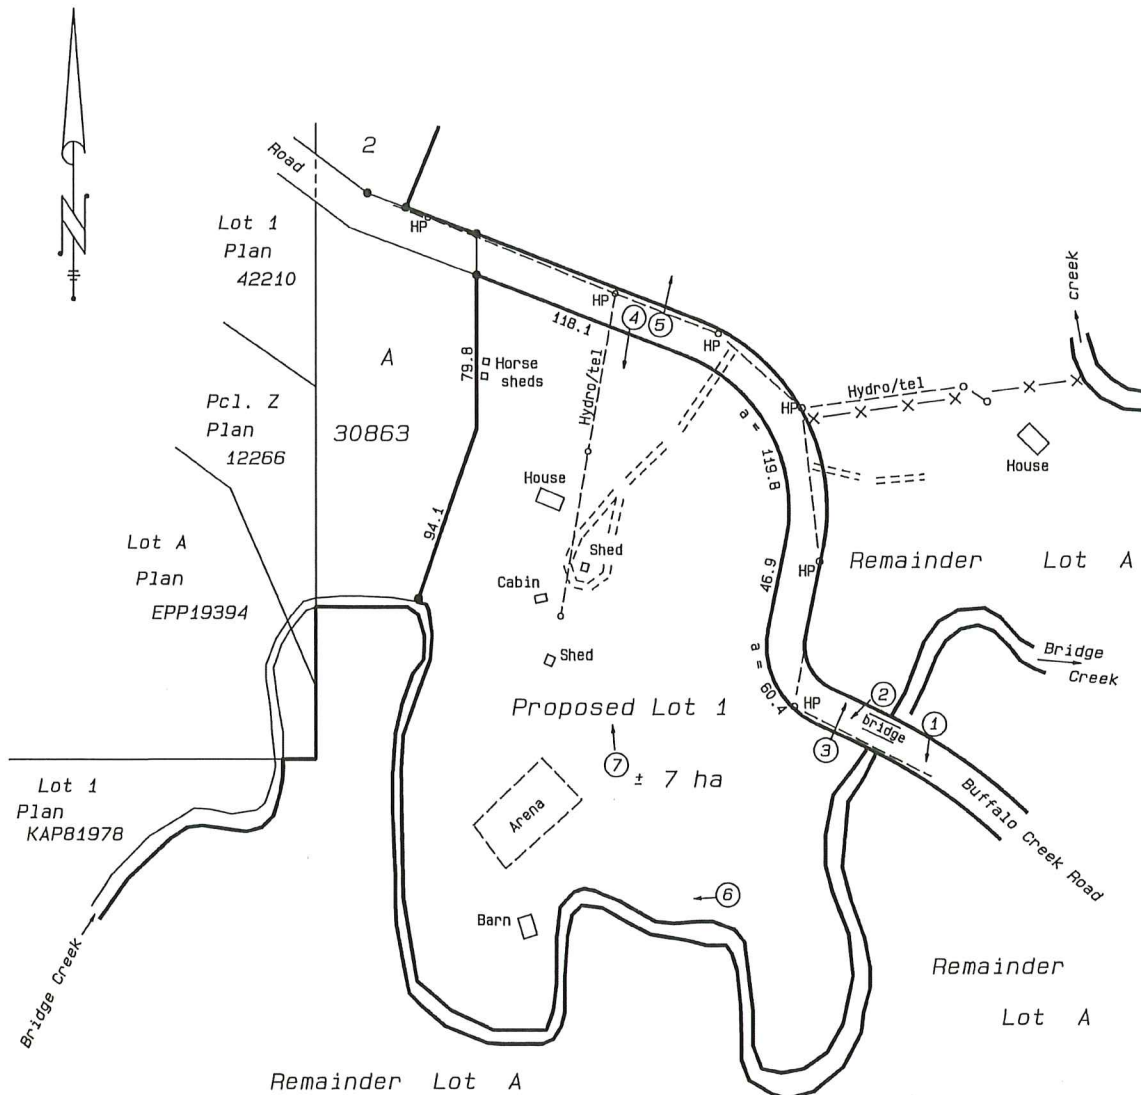 N
2
Road
Lot 1
Plan
42210
HP
HP
4
5
118.1
HP
creek
A
79.8
Horse
sheds
Hydro/tel
a = 119.8
HP
Hydro/tel
House
Pcl. Z
Plan
12266
30863
House
94.1
Lot A
Plan
EPP19394
Shed
Cabin
46.9
HP
Remainder Lot A
Shed
a = 60.4
Bridge
Creek
Proposed Lot 1
HP
2
bridge
1
3
7
± 7 ha
Lot 1
Plan
KAP81978
Arena
Buffalo Creek Road
Barn
6
Bridge Creek
Remainder
Lot A
Remainder Lot A